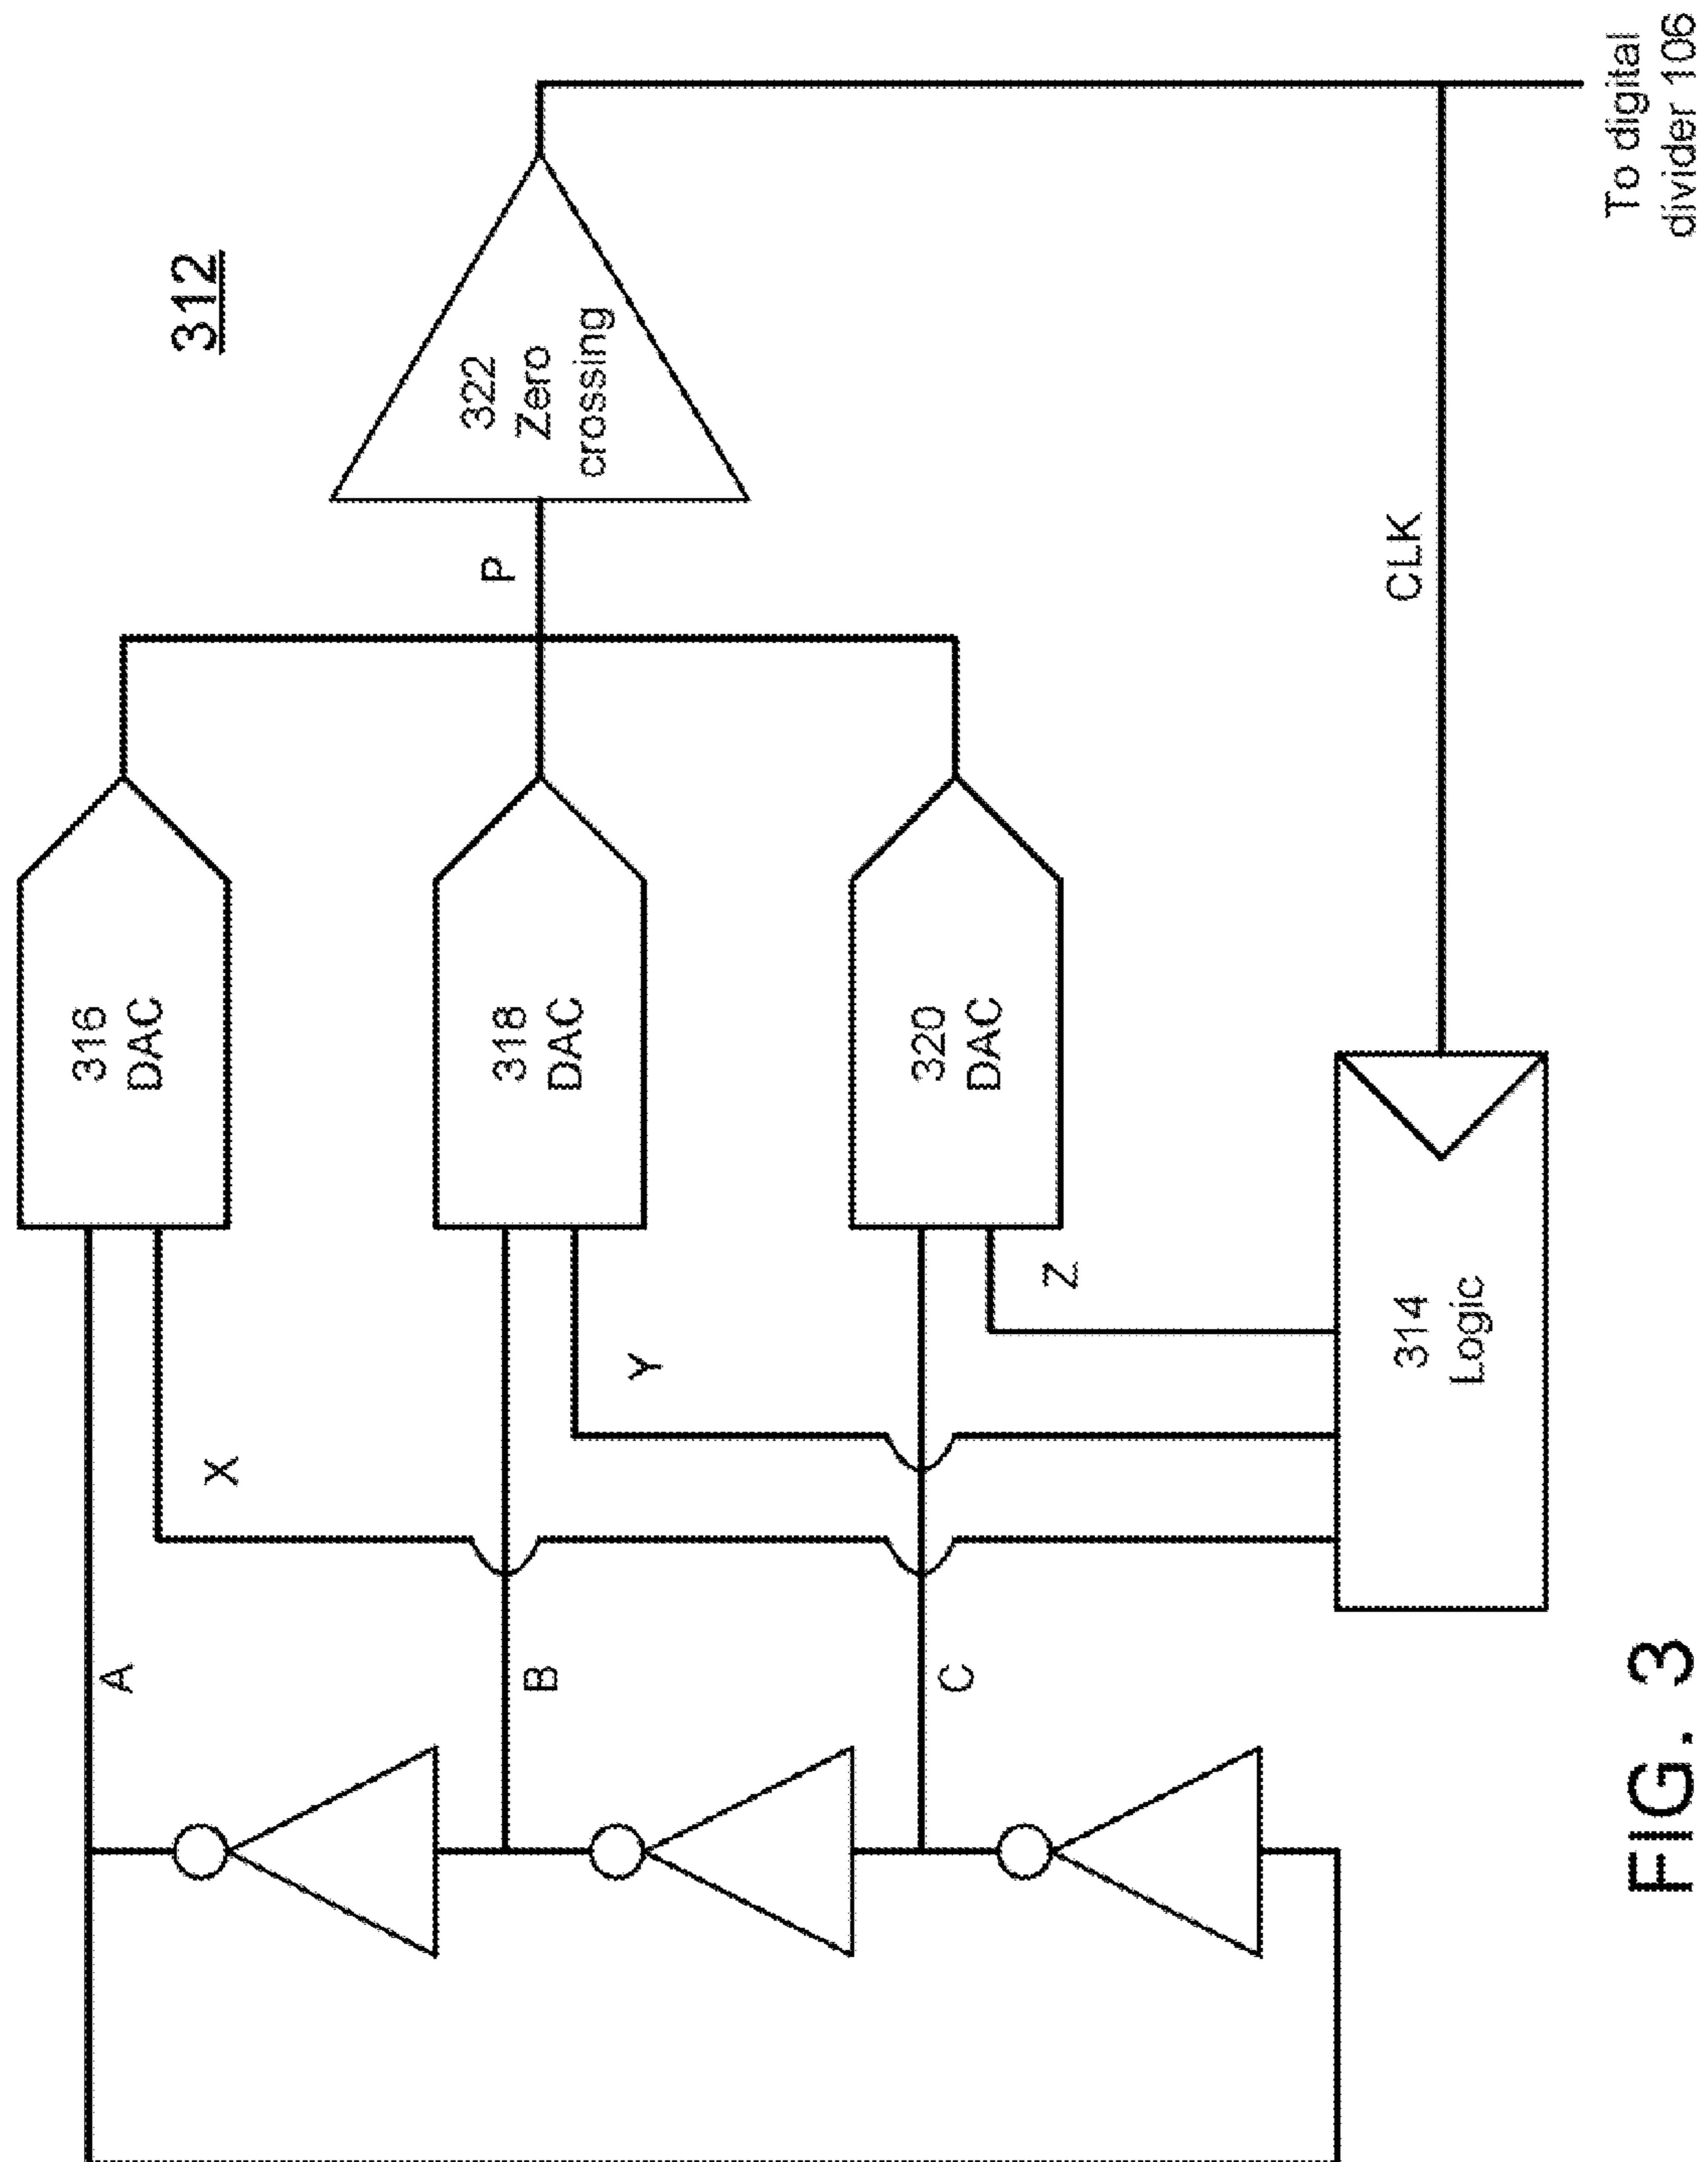 312
A
316
DAC
X
B
318
DAC
Y
P
322
Zero
crossing
C
320
DAC
Z
314
Logic
CLK
To digital
divider 106
FIG. 3